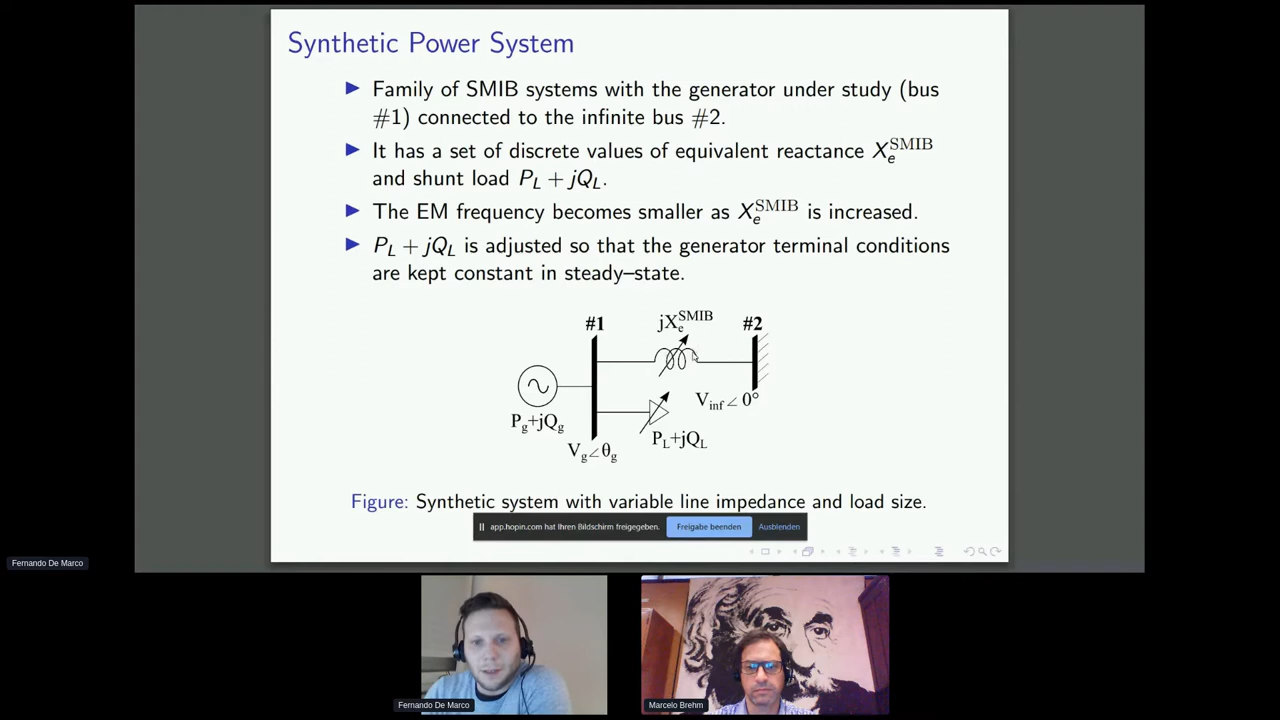 Synthetic Power System
Family of SMIB systems with the generator under study (bus
#1) connected to the infinite bus #2.
It has a set of discrete values of equivalent reactance X_e^SMIB
and shunt load P_L + jQ_L.
The EM frequency becomes smaller as X_e^SMIB is increased.
P_L + jQ_L is adjusted so that the generator terminal conditions
are kept constant in steady–state.
#1
jX_e^SMIB
#2
V_inf∠ 0°
P_g+jQ_g
P_L+jQ_L
V_g∠θ_g
Figure: Synthetic system with variable line impedance and load size.
app.hopin.com hat Ihren Bildschirm freigegeben.
Freigabe beenden
Ausblenden
Fernando De Marco
Fernando De Marco
Marcelo Brehm